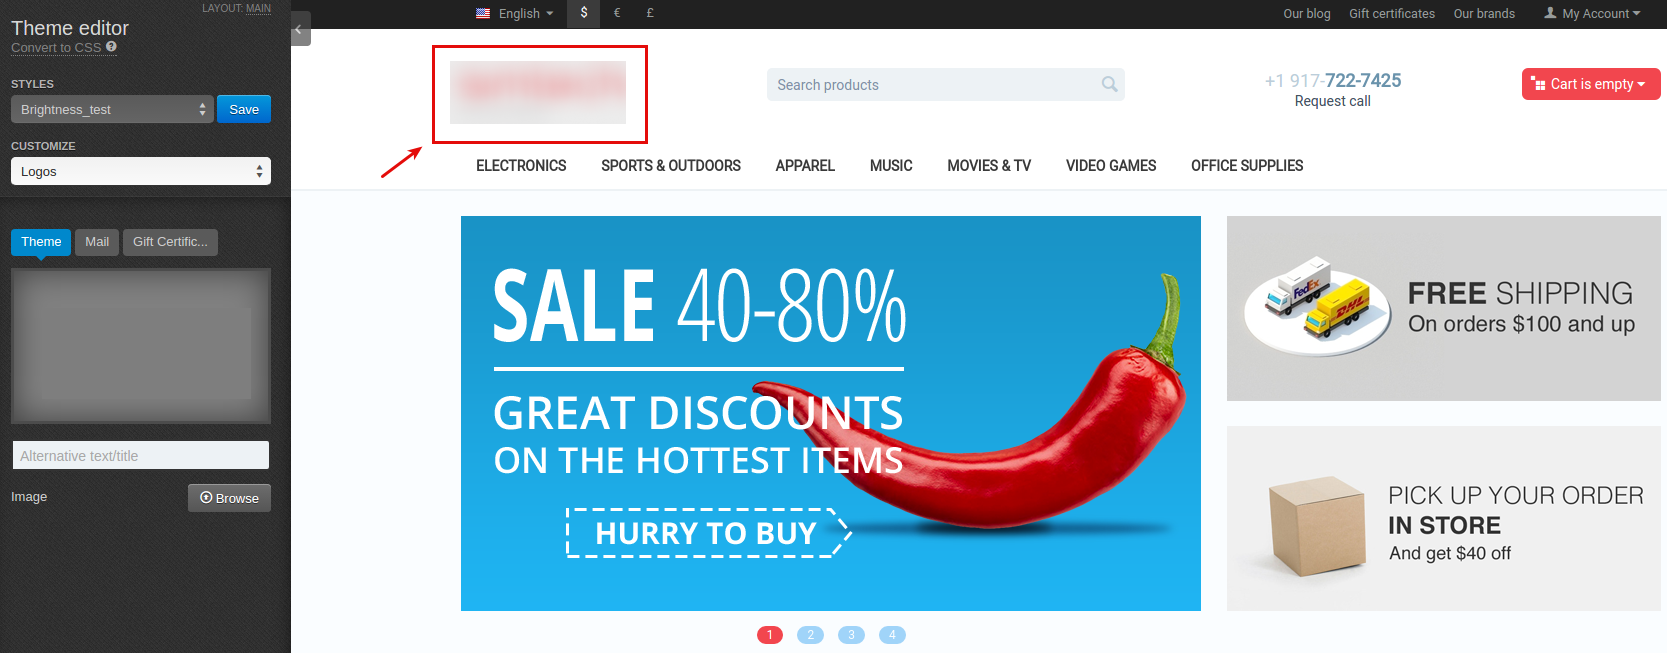 LAYOUT: MAIN
Theme editor
Convert to CSS ?
STYLES
Brightness_test
Save
CUSTOMIZE
Logos
Theme
Mail
Gift Certific...
Alternative text/title
Image
Browse
English
$
€
£
Our blog
Gift certificates
Our brands
My Account
Search products
+1 917-722-7425
Request call
Cart is empty
ELECTRONICS
SPORTS & OUTDOORS
APPAREL
MUSIC
MOVIES & TV
VIDEO GAMES
OFFICE SUPPLIES
SALE 40-80%
GREAT DISCOUNTS
ON THE HOTTEST ITEMS
HURRY TO BUY
1
2
3
4
FedEx
DHL
FREE SHIPPING
On orders $100 and up
PICK UP YOUR ORDER
IN STORE
And get $40 off